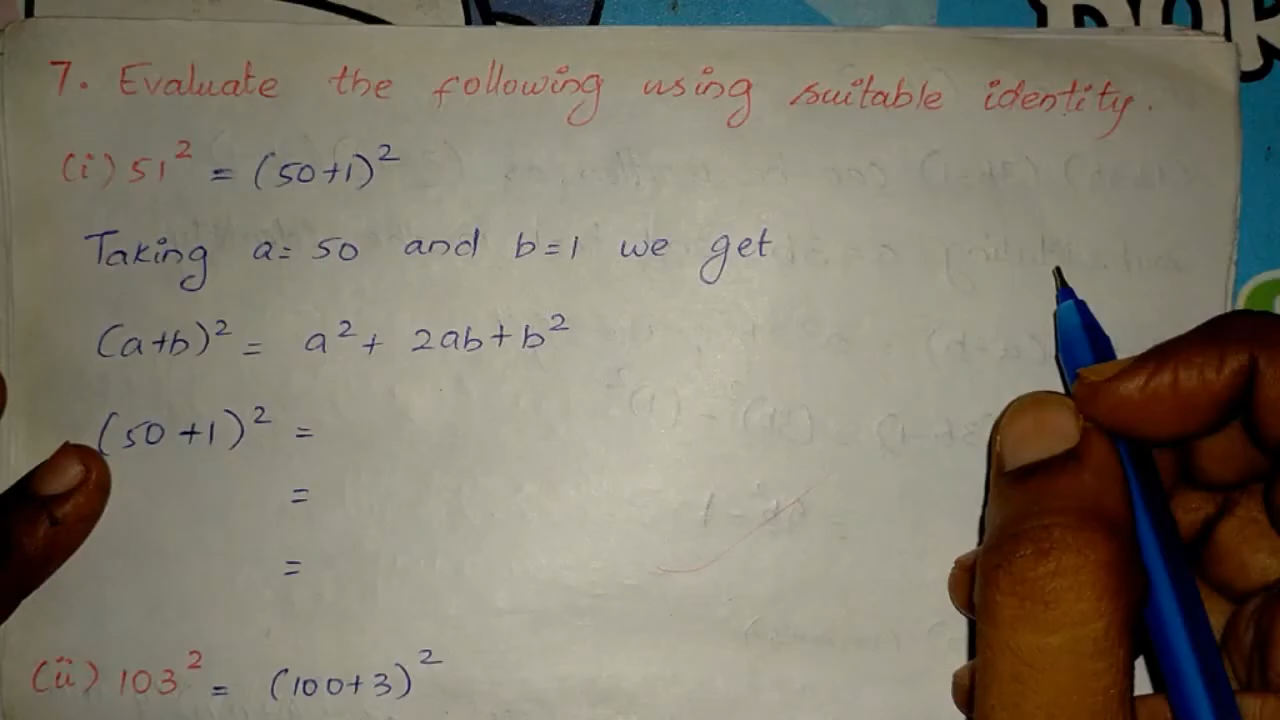 7. Evaluate the following using suitable identity.
(i) 51² = (50+1)²
Taking a=50 and b=1 we get
(a+b)² = a² + 2ab + b²
(50+1)² =
=
=
(ii) 103² = (100+3)²